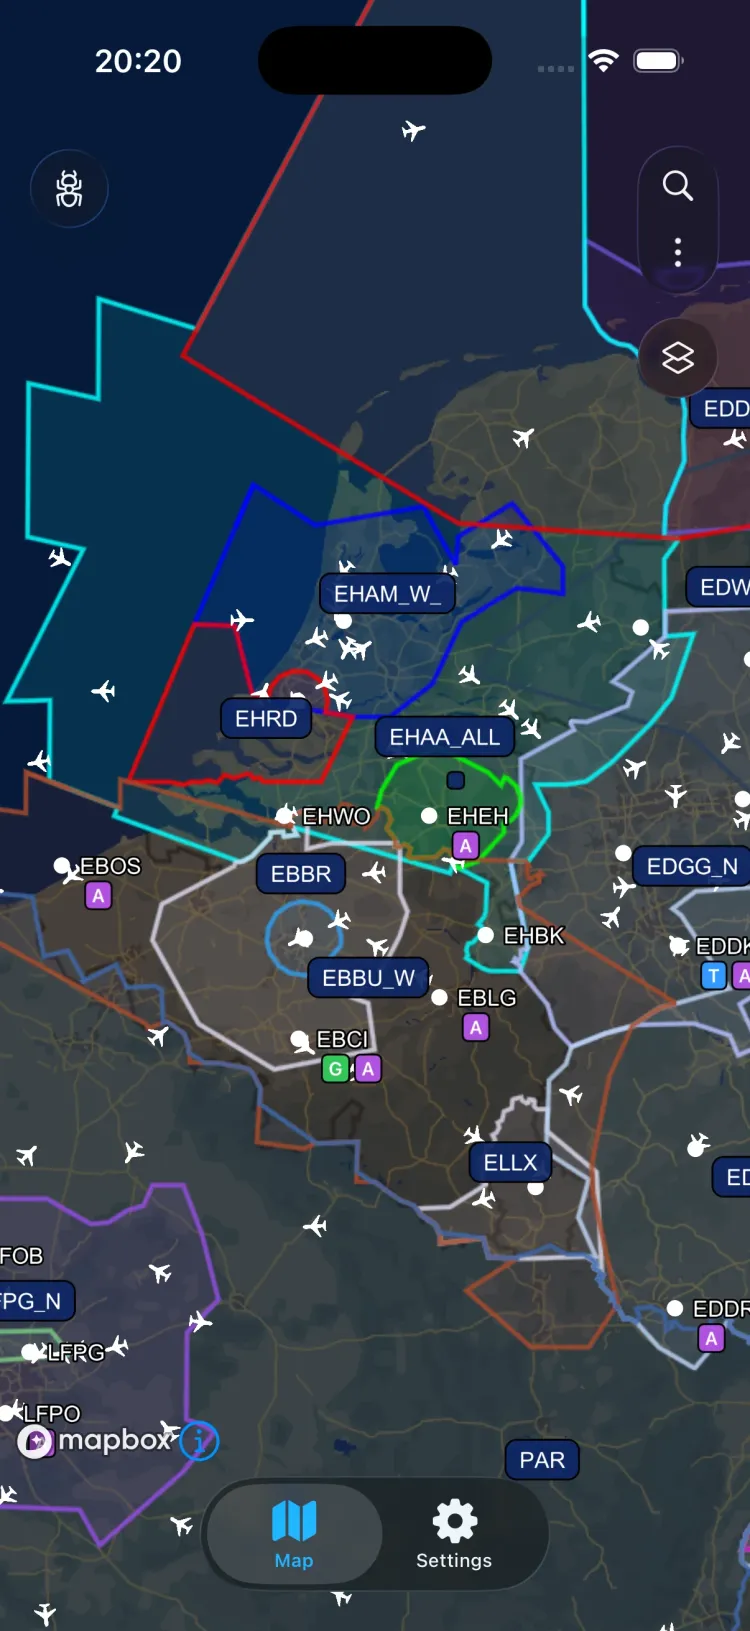 20:20
EDD
EDW
EHAM_W_
EHRD
EHAA_ALL
EHWO
EHEH
A
EBOS
A
EBBR
EDGG_N
EHBK
EDDK
T
A
EBBU_W
EBLG
A
EBCI
G
A
ELLX
ED
FOB
FPG_N
LFPG
EDDR
A
LFPO
mapbox
i
PAR
Map
Settings